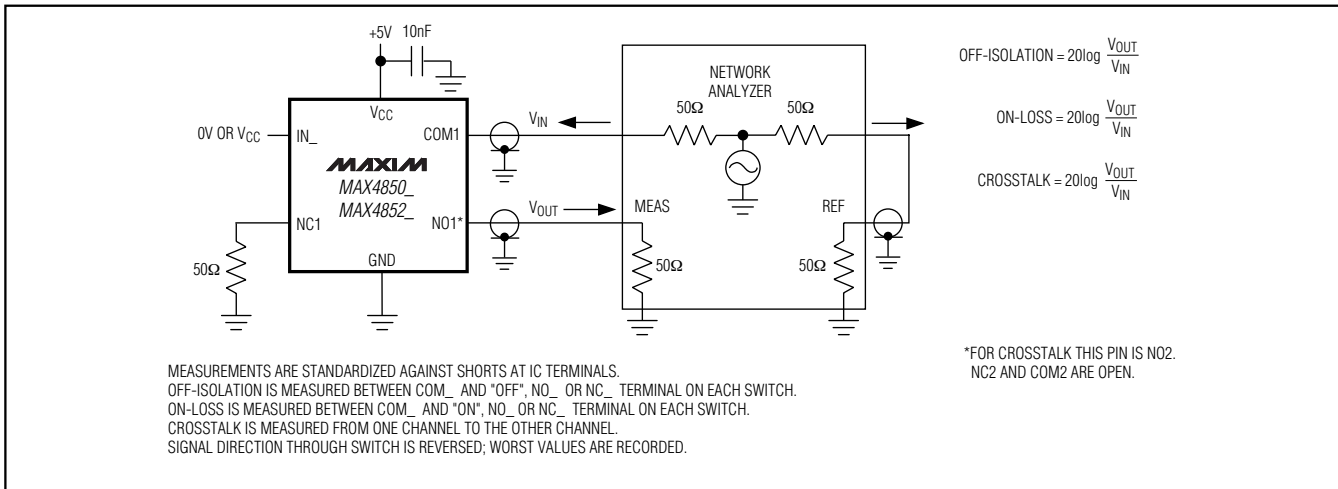 +5V 10nF
VCC
0V OR VCC
IN_
COM1
MAXIM
MAX4850_
MAX4852_
NC1
NO1*
GND
50Ω
VIN
VOUT
NETWORK
ANALYZER
50Ω 50Ω
MEAS
REF
50Ω 50Ω
OFF-ISOLATION = 20log VOUT
VIN
ON-LOSS = 20log VOUT
VIN
CROSSTALK = 20log VOUT
VIN
*FOR CROSSTALK THIS PIN IS NO2.
NC2 AND COM2 ARE OPEN.
MEASUREMENTS ARE STANDARDIZED AGAINST SHORTS AT IC TERMINALS.
OFF-ISOLATION IS MEASURED BETWEEN COM_ AND "OFF", NO_ OR NC_ TERMINAL ON EACH SWITCH.
ON-LOSS IS MEASURED BETWEEN COM_ AND "ON", NO_ OR NC_ TERMINAL ON EACH SWITCH.
CROSSTALK IS MEASURED FROM ONE CHANNEL TO THE OTHER CHANNEL.
SIGNAL DIRECTION THROUGH SWITCH IS REVERSED; WORST VALUES ARE RECORDED.